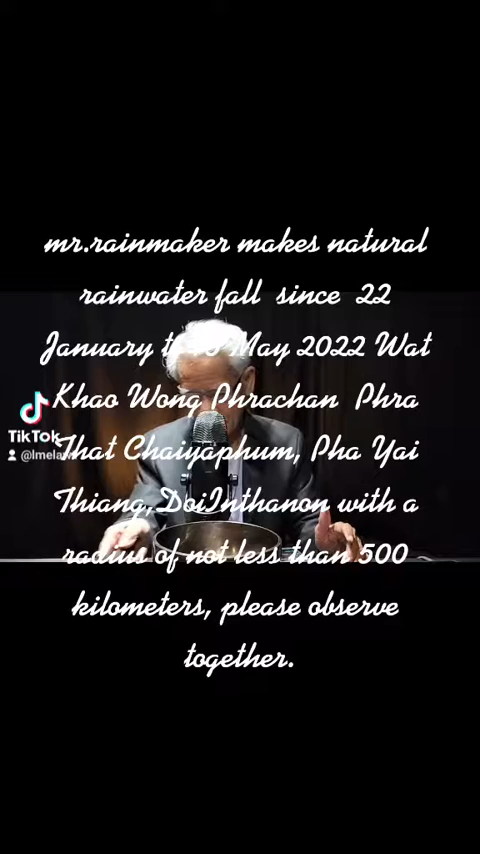 mr.rainmaker makes natural
rainwater fall since 22
January May 2022 Wat
Khao Wong Phrachan Phra
That Chaiyaphum, Pha Yai
Thiang,DoiInthanon with a
radius of not less than 500
kilometers, please observe
together.
TikTok